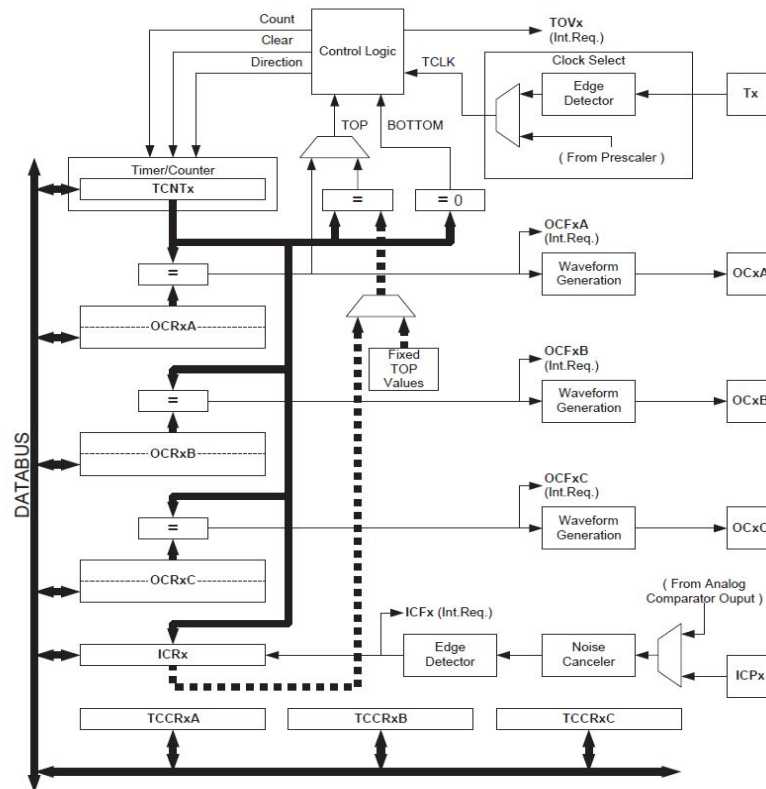 Count
Clear
Direction
Control Logic
TOVx
(Int.Req.)
TCLK
Clock Select
Edge
Detector
Tx
( From Prescaler )
TOP
BOTTOM
Timer/Counter
TCNTx
=
= 0
=
OCFxA
(Int.Req.)
Waveform
Generation
OCxA
OCRxA
Fixed
TOP
Values
OCFxB
(Int.Req.)
=
Waveform
Generation
OCxB
OCRxB
DATABUS
OCFxC
(Int.Req.)
=
Waveform
Generation
OCxC
OCRxC
( From Analog
Comparator Ouput )
ICFx (Int.Req.)
ICRx
Edge
Detector
Noise
Canceler
ICPx
TCCRxA
TCCRxB
TCCRxC